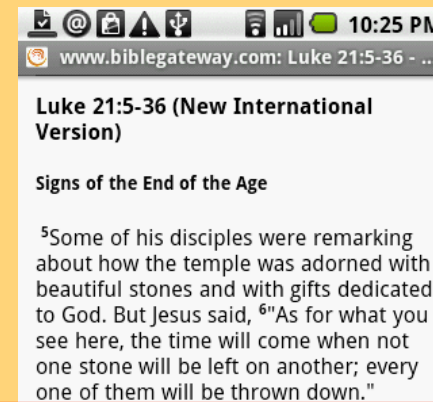 10:25 PM
www.biblegateway.com: Luke 21:5-36 - ...
Luke 21:5-36 (New International
Version)
Signs of the End of the Age
5Some of his disciples were remarking
about how the temple was adorned with
beautiful stones and with gifts dedicated
to God. But Jesus said, 6"As for what you
see here, the time will come when not
one stone will be left on another; every
one of them will be thrown down."